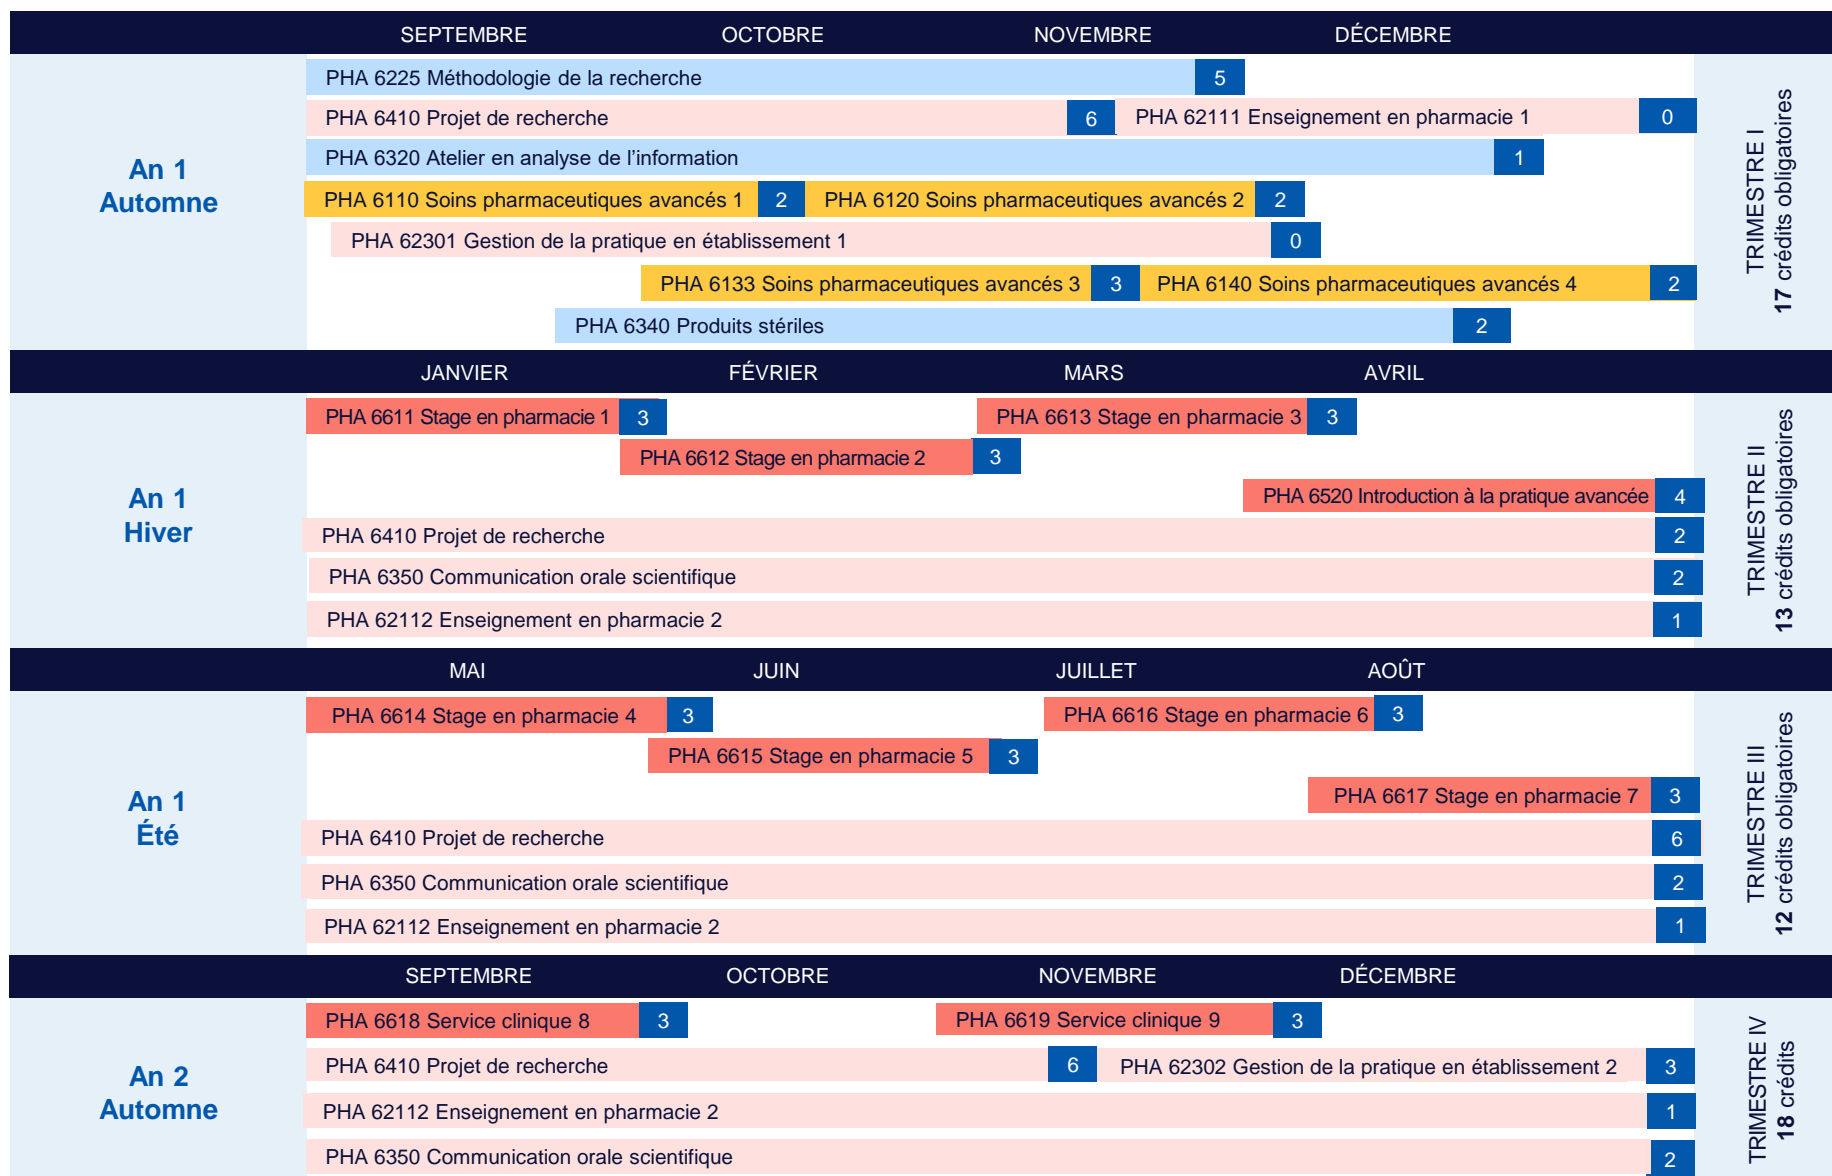 SEPTEMBRE OCTOBRE NOVEMBRE DÉCEMBRE
An 1
Automne
PHA 6225 Méthodologie de la recherche 5
PHA 6410 Projet de recherche 6 PHA 62111 Enseignement en pharmacie 1 0
PHA 6320 Atelier en analyse de l'information 1
PHA 6110 Soins pharmaceutiques avancés 1 2 PHA 6120 Soins pharmaceutiques avancés 2 2
PHA 62301 Gestion de la pratique en établissement 1 0
PHA 6133 Soins pharmaceutiques avancés 3 3 PHA 6140 Soins pharmaceutiques avancés 4 2
PHA 6340 Produits stériles 2
TRIMESTRE I
17 crédits obligatoires
JANVIER FÉVRIER MARS AVRIL
An 1
Hiver
PHA 6611 Stage en pharmacie 1 3 PHA 6613 Stage en pharmacie 3 3
PHA 6612 Stage en pharmacie 2 3
PHA 6520 Introduction à la pratique avancée 4
PHA 6410 Projet de recherche 2
PHA 6350 Communication orale scientifique 2
PHA 62112 Enseignement en pharmacie 2 1
TRIMESTRE II
13 crédits obligatoires
MAI JUIN JUILLET AOÛT
An 1
Été
PHA 6614 Stage en pharmacie 4 3 PHA 6616 Stage en pharmacie 6 3
PHA 6615 Stage en pharmacie 5 3
PHA 6617 Stage en pharmacie 7 3
PHA 6410 Projet de recherche 6
PHA 6350 Communication orale scientifique 2
PHA 62112 Enseignement en pharmacie 2 1
TRIMESTRE III
12 crédits obligatoires
SEPTEMBRE OCTOBRE NOVEMBRE DÉCEMBRE
An 2
Automne
PHA 6618 Service clinique 8 3 PHA 6619 Service clinique 9 3
PHA 6410 Projet de recherche 6 PHA 62302 Gestion de la pratique en établissement 2 3
PHA 62112 Enseignement en pharmacie 2 1
PHA 6350 Communication orale scientifique 2
TRIMESTRE IV
18 crédits